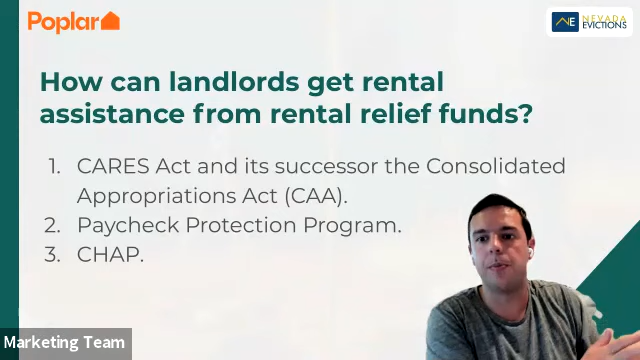 Poplar
NE NEVADA
EVICTIONS
How can landlords get rental
assistance from rental relief funds?
1. CARES Act and its successor the Consolidated
Appropriations Act (CAA).
2. Paycheck Protection Program.
3. CHAP.
Marketing Team